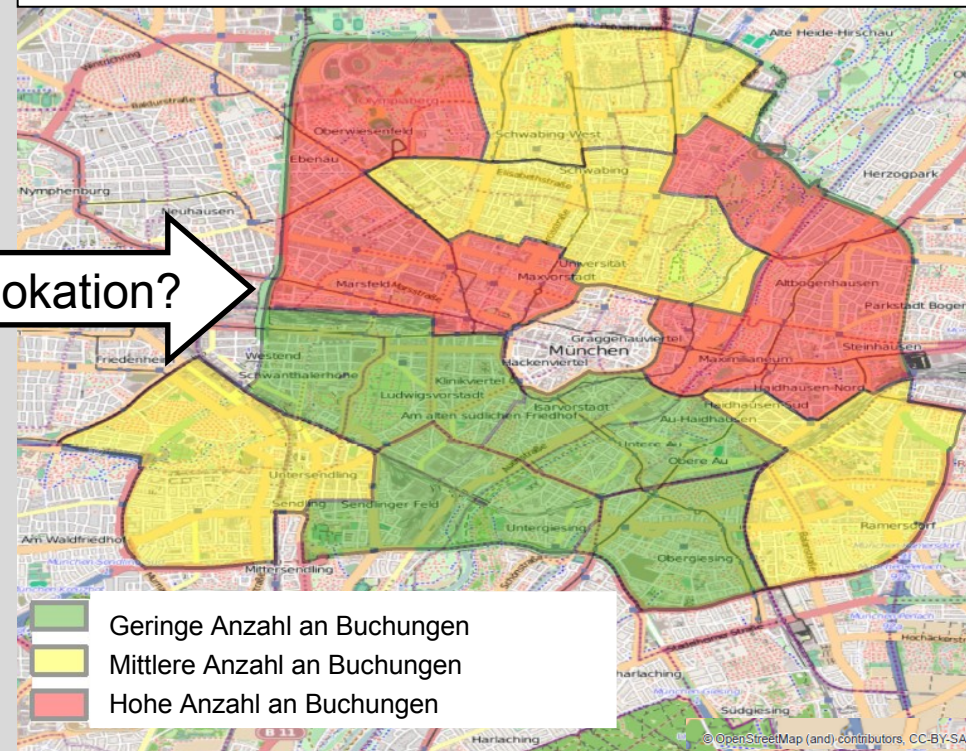 Alte Heide-Hirschau
Olympiaberg
Oberwiesenfeld
Schwabing-West
Ebenau
Elisabethstraße
Schwabing
Herzogpark
Nymphenburg
Neuhausen
okation?
Universität
Maxvorstadt
Marsfeld
Altbogenhausen
Parkstadt Bogen
Graggenauviertel
München
Hackenviertel
Maximilianeum
Steinhausen
Friedenheim
Westend
Schwanthalerhöhe
Klinikviertel
Ludwigsvorstadt
Haidhausen-Nord
Isarvorstadt
Haidhausen-Süd
Am alten südlichen Friedhof
Au-Haidhausen
Untere Au
Obere Au
Untersendling
Sendling
Sendlinger Feld
Untergiesing
Ramersdorf
Am Waldfriedhof
Obergiesing
Mittersendling
Geringe Anzahl an Buchungen
Mittlere Anzahl an Buchungen
Hohe Anzahl an Buchungen
harlaching
Südgiesing
B 11
Harlaching
© OpenStreetMap (and) contributors, CC-BY-SA